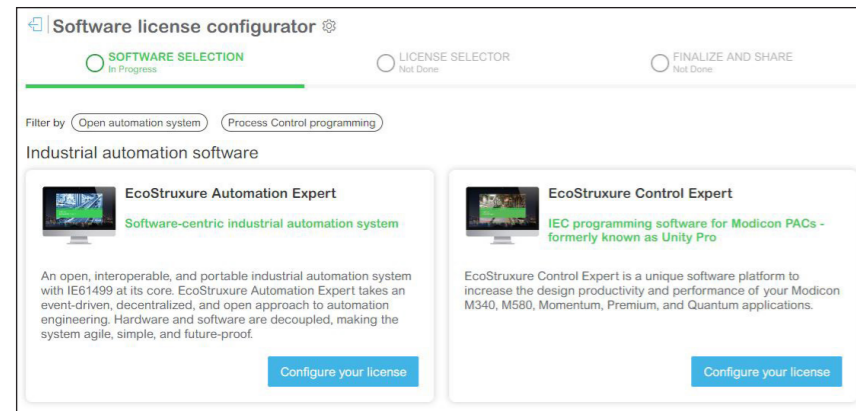 Software license configurator
SOFTWARE SELECTION
In Progress
LICENSE SELECTOR
Not Done
FINALIZE AND SHARE
Not Done
Filter by Open automation system Process Control programming
Industrial automation software
EcoStruxure Automation Expert
Software-centric industrial automation system
An open, interoperable, and portable industrial automation system
with IE61499 at its core. EcoStruxure Automation Expert takes an
event-driven, decentralized, and open approach to automation
engineering. Hardware and software are decoupled, making the
system agile, simple, and future-proof.
Configure your license
EcoStruxure Control Expert
IEC programming software for Modicon PACs -
formerly known as Unity Pro
EcoStruxure Control Expert is a unique software platform to
increase the design productivity and performance of your Modicon
M340, M580, Momentum, Premium, and Quantum applications.
Configure your license